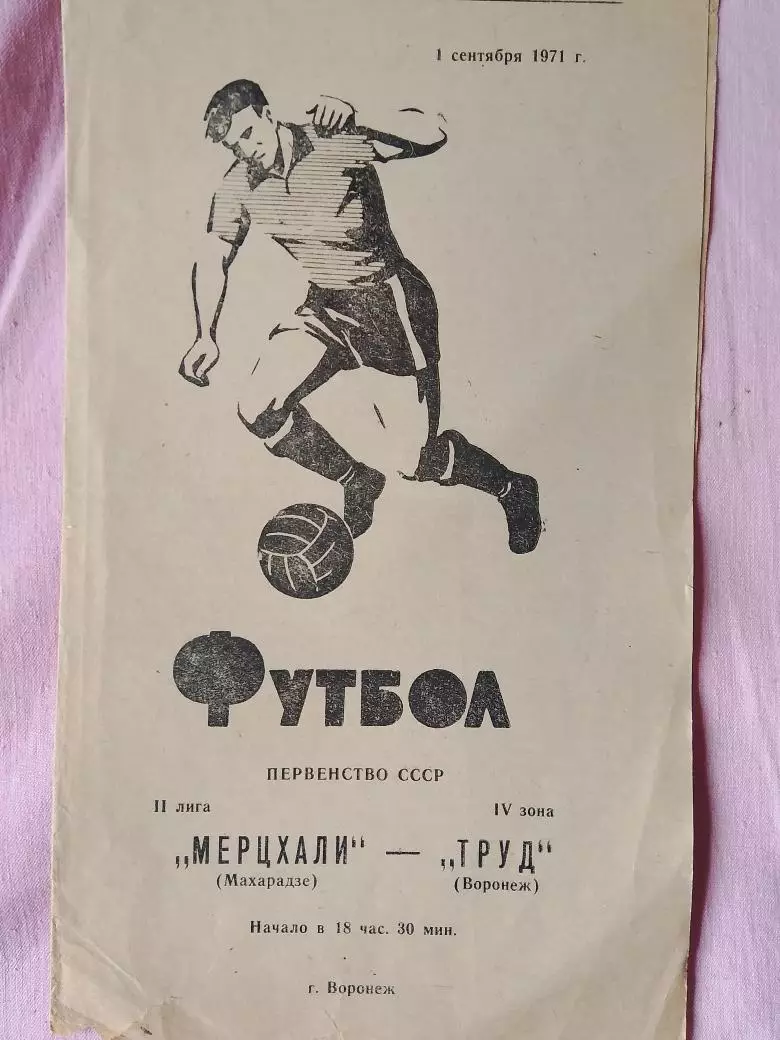 1 сентября 1971 г.
ФУТБОЛ
ПЕРВЕНСТВО СССР
II лига IV зона
„МЕРЦХАЛИ“ — „ТРУД“
(Махарадзе) (Воронеж)
Начало в 18 час. 30 мин.
г. Воронеж